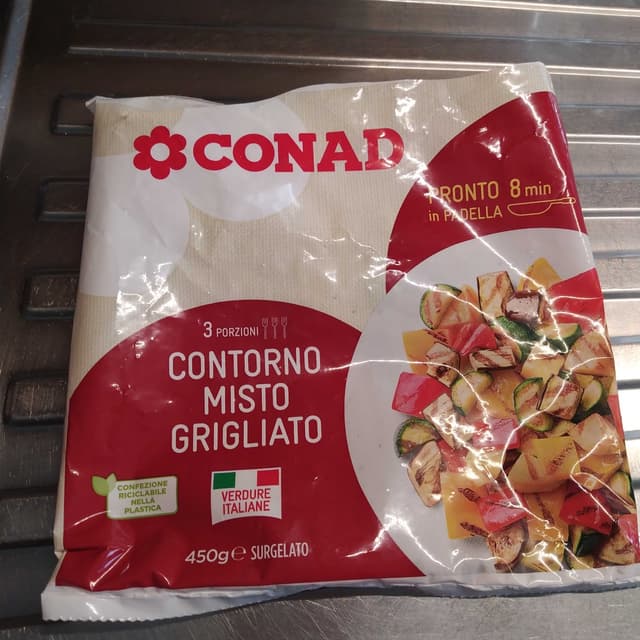 CONAD
PRONTO 8 min
in PADELLA
3 PORZIONI
CONTORNO
MISTO
GRIGLIATO
CONFEZIONE
RICICLABILE
NELLA
PLASTICA
VERDURE
ITALIANE
450g e SURGELATO